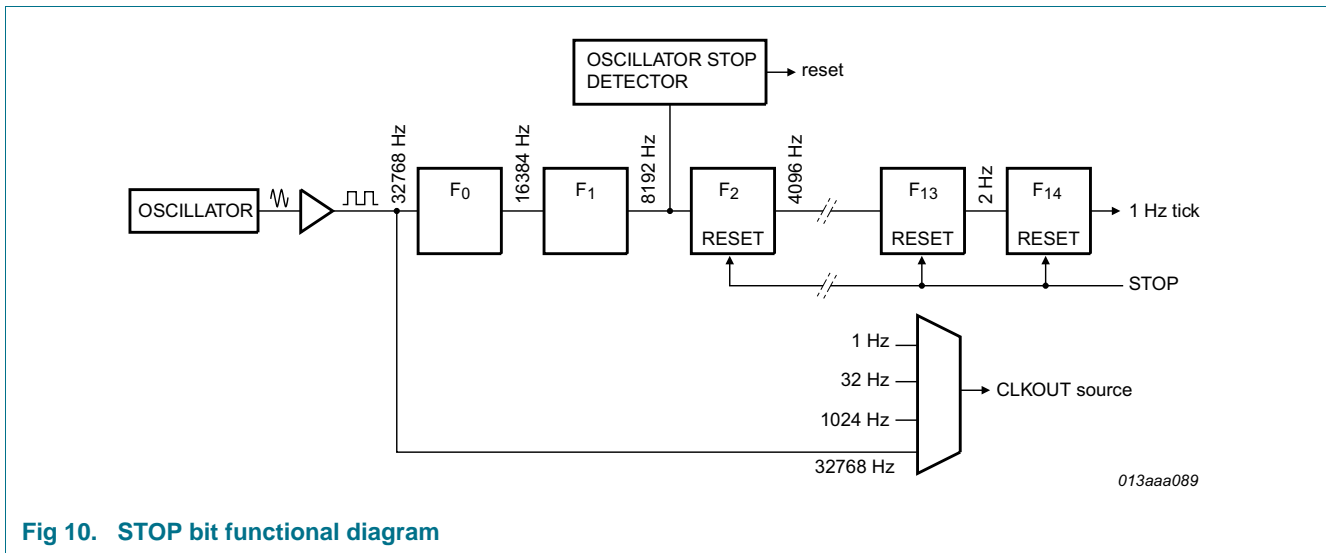 OSCILLATOR STOP
DETECTOR
reset
32768 Hz
16384 Hz
8192 Hz
4096 Hz
2 Hz
OSCILLATOR
F0
F1
F2
RESET
F13
RESET
F14
RESET
1 Hz tick
STOP
1 Hz
32 Hz
1024 Hz
32768 Hz
CLKOUT source
013aaa089
Fig 10. STOP bit functional diagram